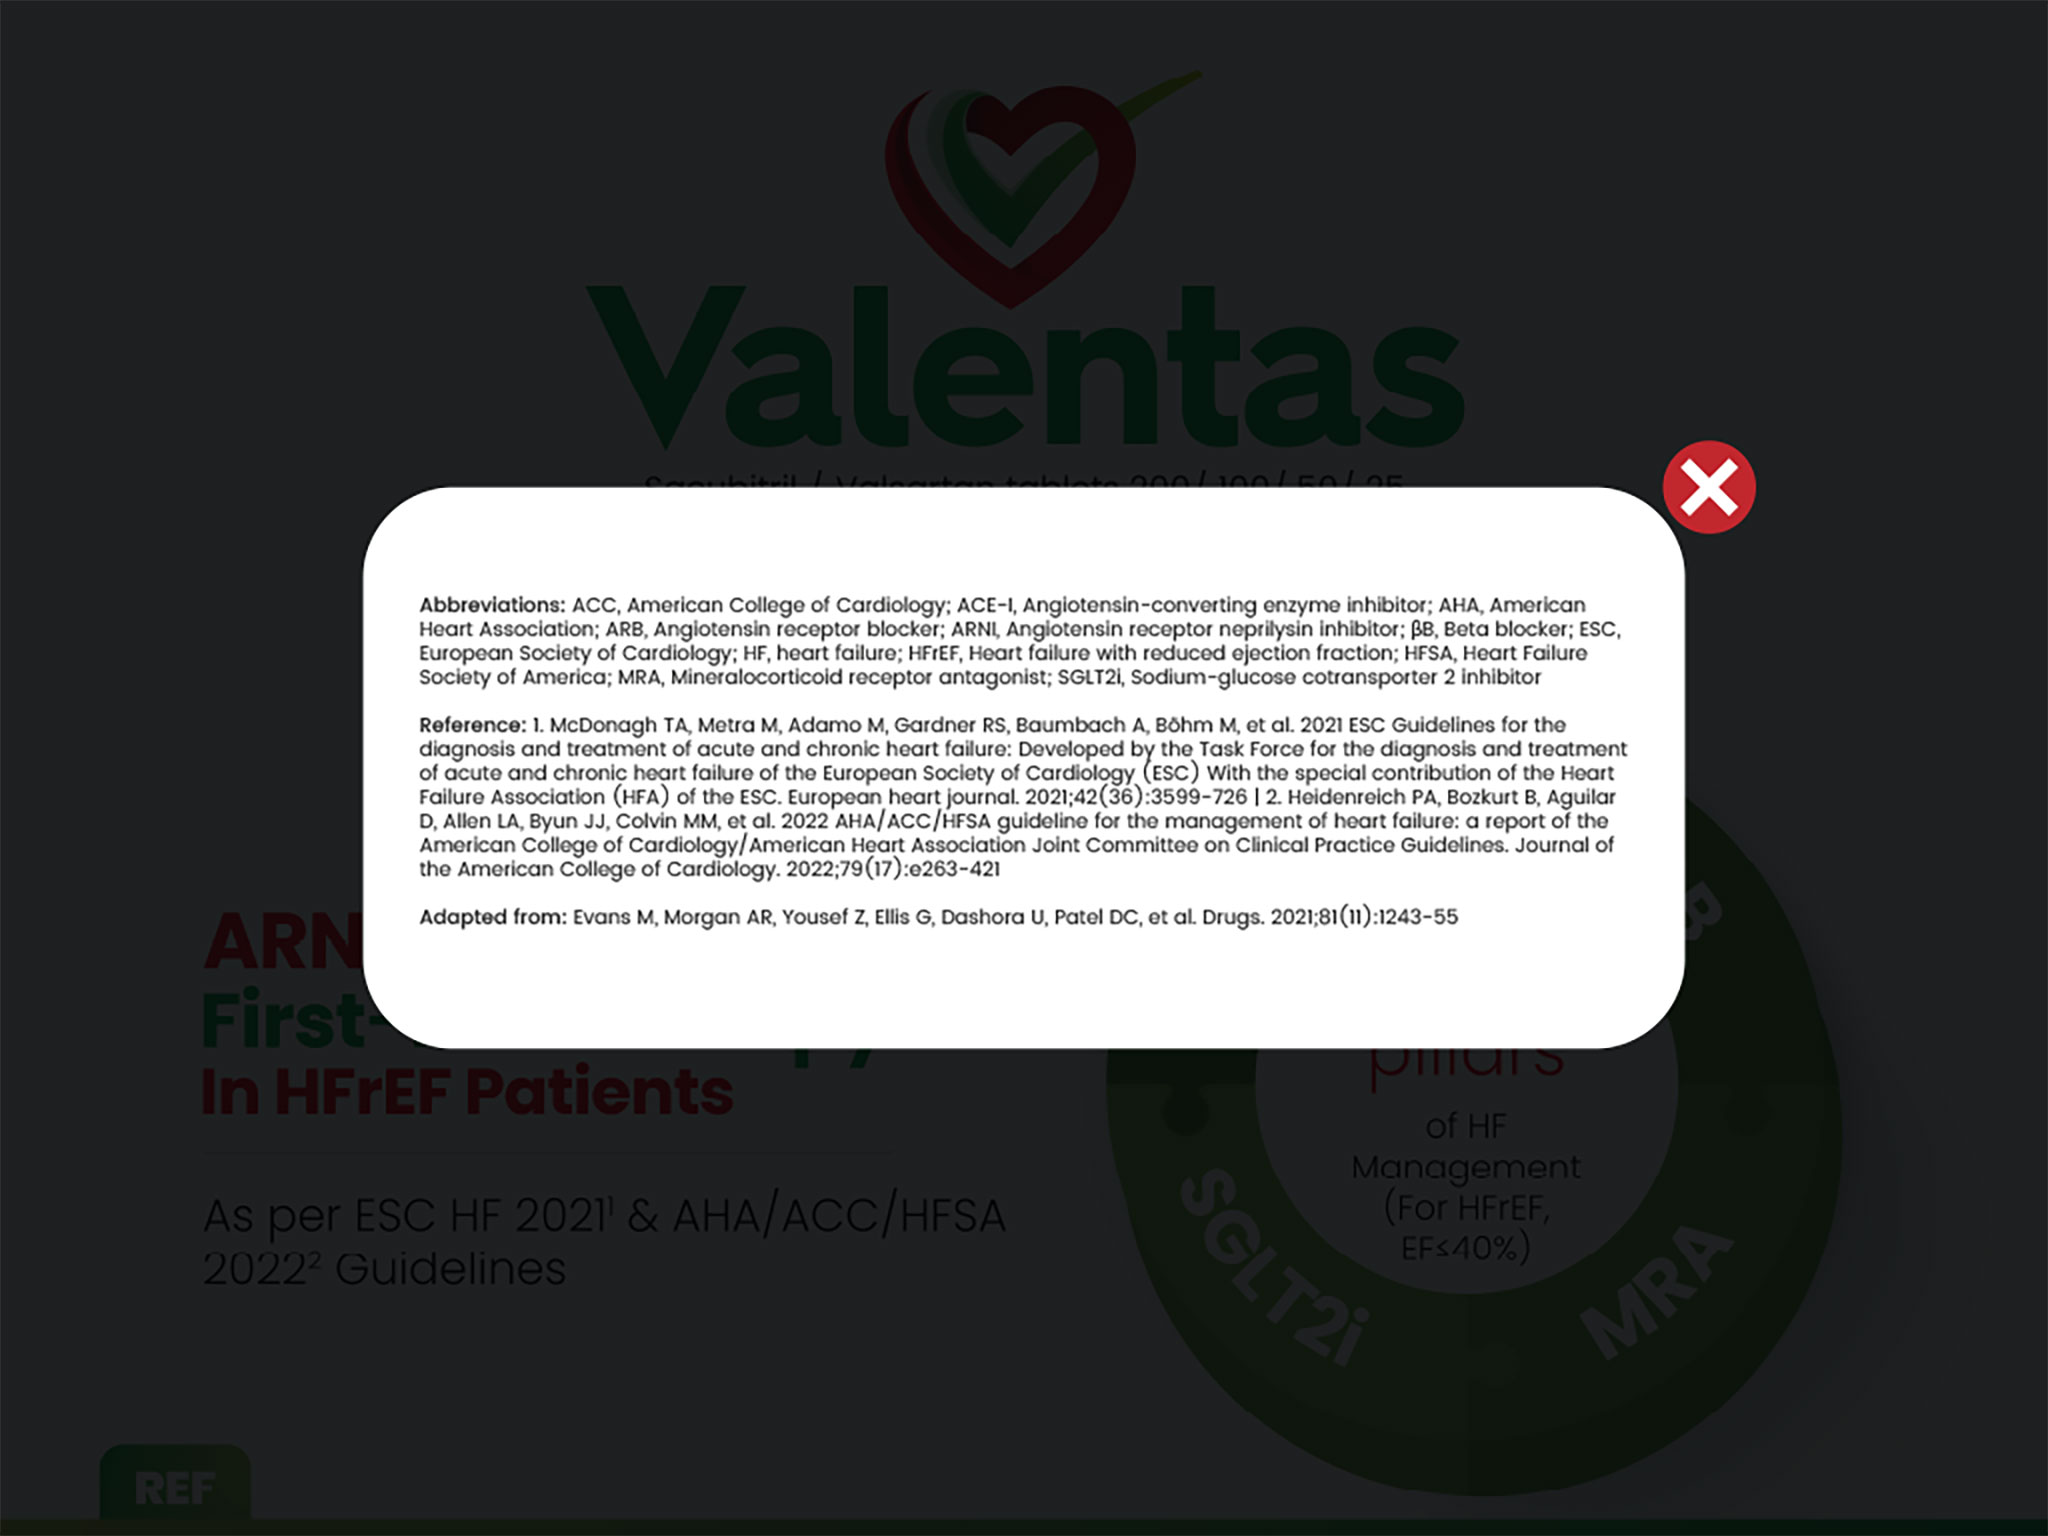 Valentas
Sacubitril / Valsartan tablets 200/ 100/ 50/ 25
Abbreviations: ACC, American College of Cardiology; ACE-I, Angiotensin-converting enzyme inhibitor; AHA, American
Heart Association; ARB, Angiotensin receptor blocker; ARNI, Angiotensin receptor neprilysin inhibitor; βB, Beta blocker; ESC,
European Society of Cardiology; HF, heart failure; HFrEF, Heart failure with reduced ejection fraction; HFSA, Heart Failure
Society of America; MRA, Mineralocorticoid receptor antagonist; SGLT2i, Sodium-glucose cotransporter 2 inhibitor
Reference: 1. McDonagh TA, Metra M, Adamo M, Gardner RS, Baumbach A, Böhm M, et al. 2021 ESC Guidelines for the
diagnosis and treatment of acute and chronic heart failure: Developed by the Task Force for the diagnosis and treatment
of acute and chronic heart failure of the European Society of Cardiology (ESC) With the special contribution of the Heart
Failure Association (HFA) of the ESC. European heart journal. 2021;42(36):3599-726 | 2. Heidenreich PA, Bozkurt B, Aguilar
D, Allen LA, Byun JJ, Colvin MM, et al. 2022 AHA/ACC/HFSA guideline for the management of heart failure: a report of the
American College of Cardiology/American Heart Association Joint Committee on Clinical Practice Guidelines. Journal of
the American College of Cardiology. 2022;79(17):e263-421
Adapted from: Evans M, Morgan AR, Yousef Z, Ellis G, Dashora U, Patel DC, et al. Drugs. 2021;81(11):1243-55
ARN
First-
In HFrEF Patients
As per ESC HF 2021¹ & AHA/ACC/HFSA
2022² Guidelines
pillars
of HF
Management
(For HFrEF,
EF≤40%)
SGLT2i
MRA
REF